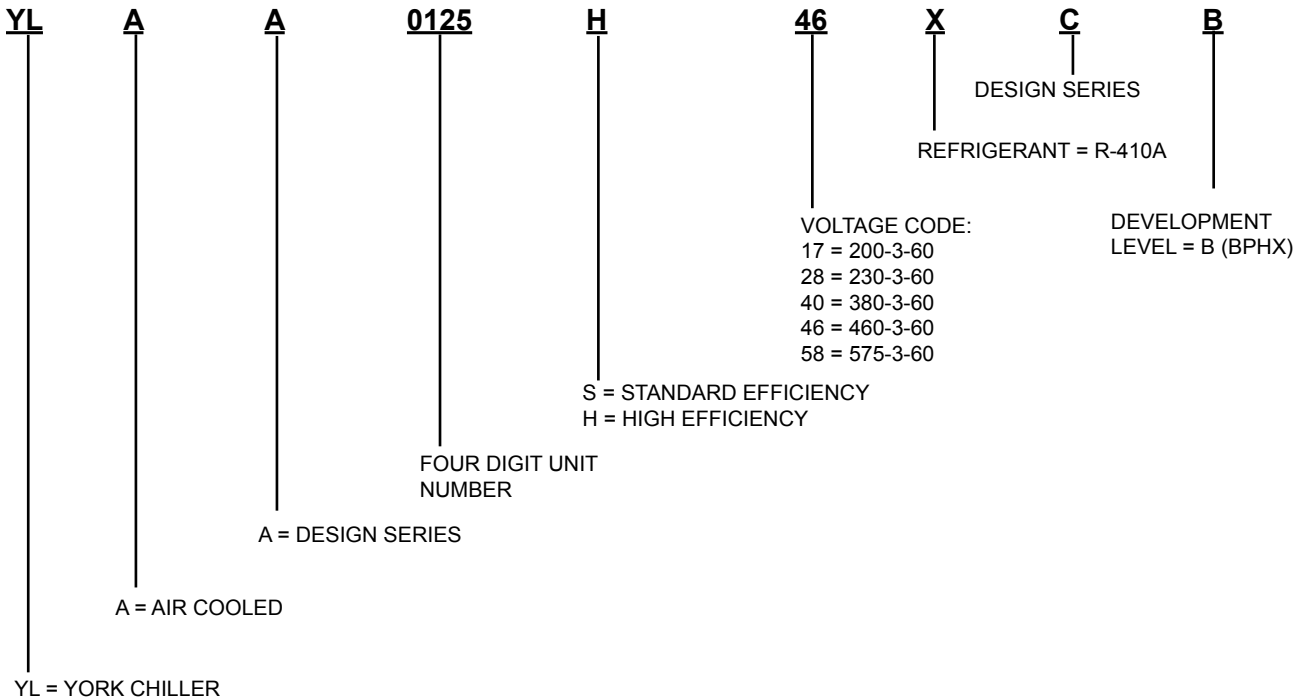 YL A A 0125 H 46 X C B
DESIGN SERIES
REFRIGERANT = R-410A
VOLTAGE CODE:
17 = 200-3-60
28 = 230-3-60
40 = 380-3-60
46 = 460-3-60
58 = 575-3-60
DEVELOPMENT
LEVEL = B (BPHX)
S = STANDARD EFFICIENCY
H = HIGH EFFICIENCY
FOUR DIGIT UNIT
NUMBER
A = DESIGN SERIES
A = AIR COOLED
YL = YORK CHILLER